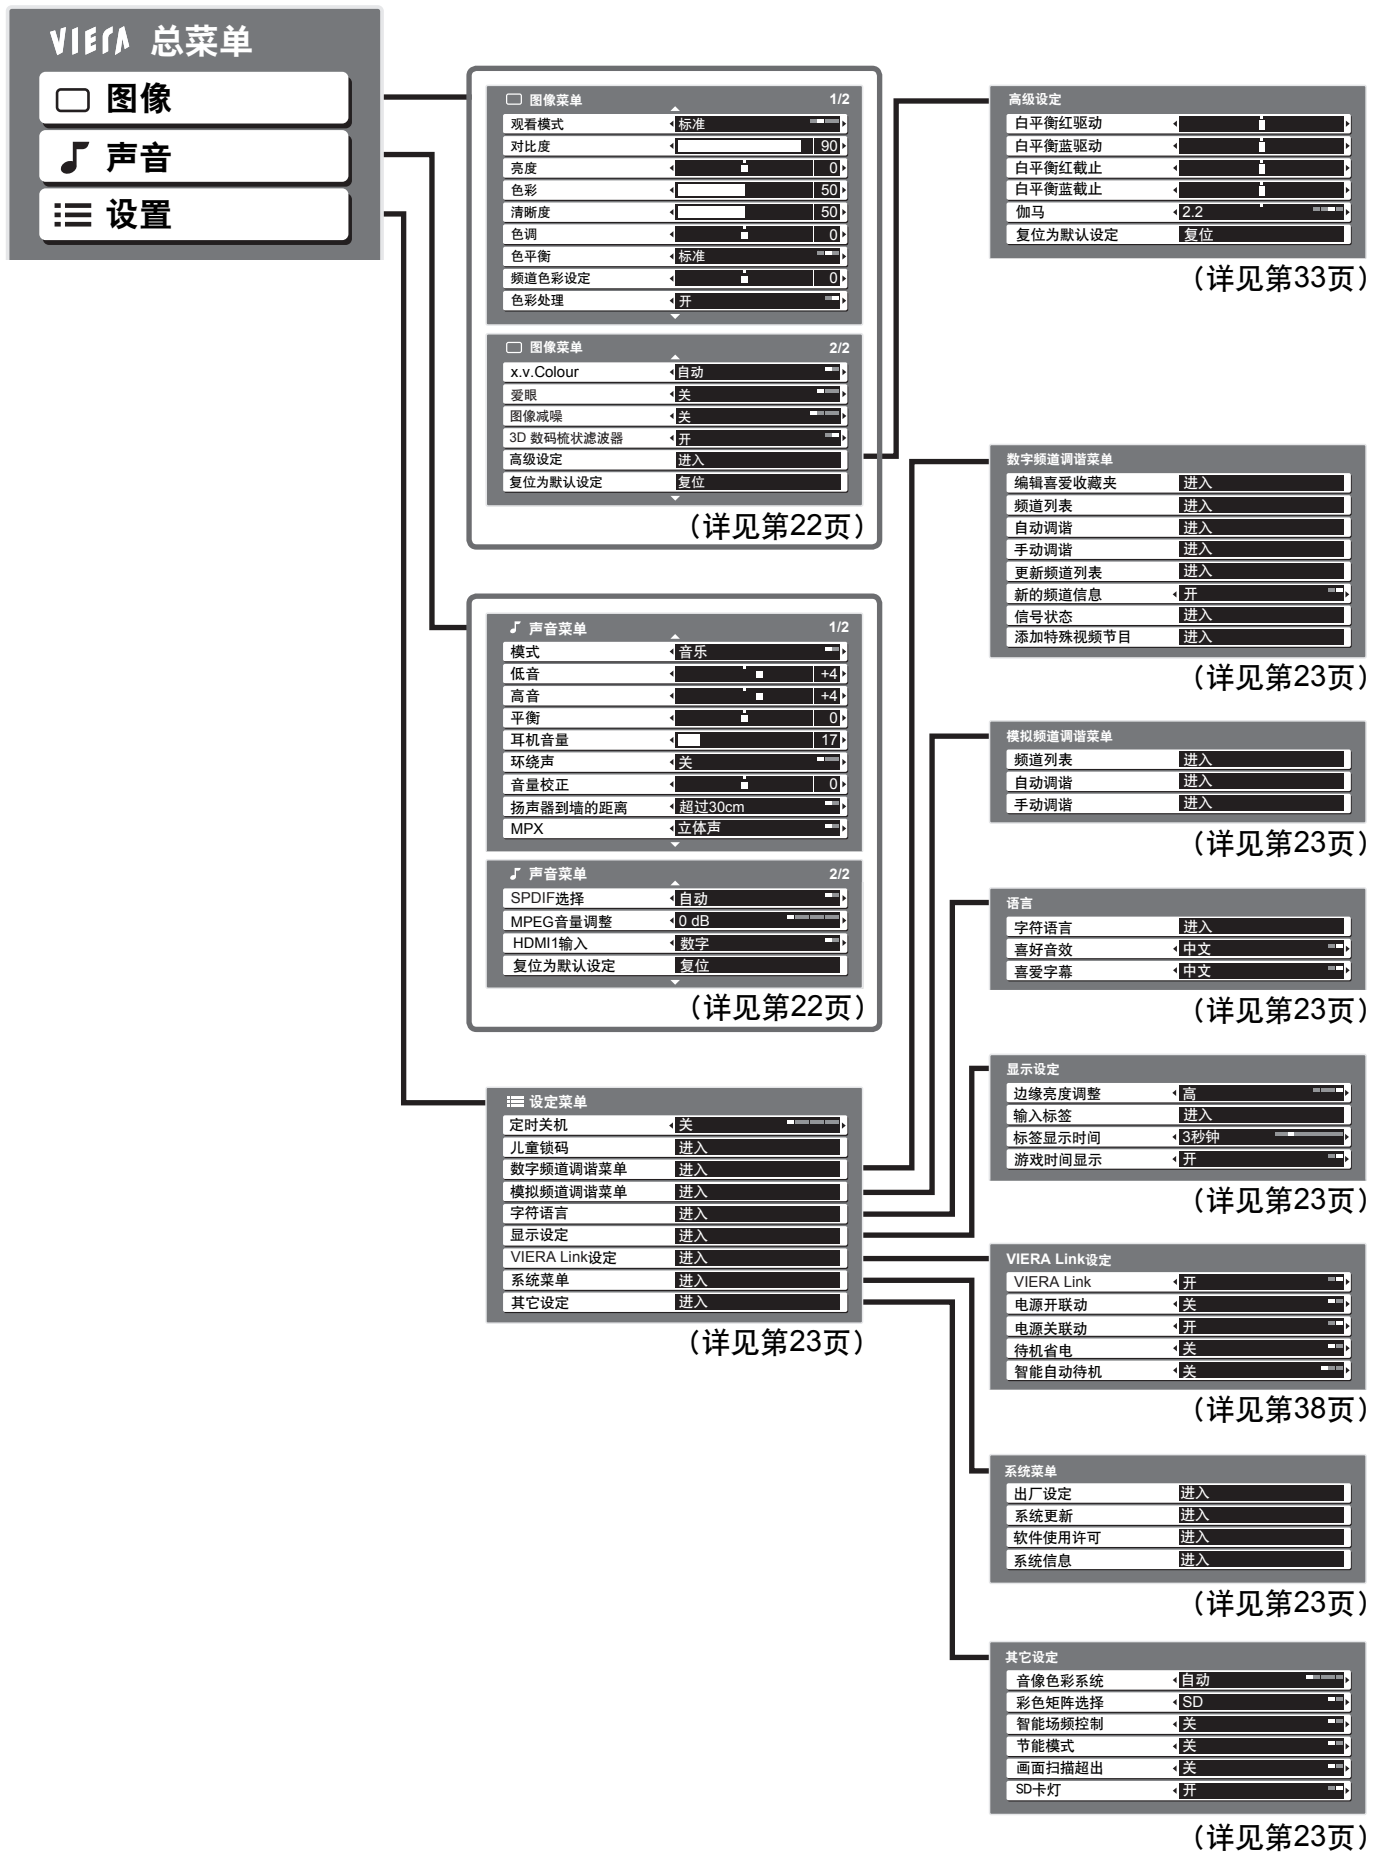 VIERA 总菜单
图像
声音
设置
图像菜单 1/2
观看模式 标准
对比度 90
亮度 0
色彩 50
清晰度 50
色调 0
色平衡 标准
频道色彩设定 0
色彩处理 开
图像菜单 2/2
x.v.Colour 自动
爱眼 关
图像减噪 关
3D 数码梳状滤波器 开
高级设定 进入
复位为默认设定 复位
（详见第22页）
高级设定
白平衡红驱动
白平衡蓝驱动
白平衡红截止
白平衡蓝截止
伽马 2.2
复位为默认设定 复位
（详见第33页）
声音菜单 1/2
模式 音乐
低音 +4
高音 +4
平衡 0
耳机音量 17
环绕声 关
音量校正 0
扬声器到墙的距离 超过30cm
MPX 立体声
声音菜单 2/2
SPDIF选择 自动
MPEG音量调整 0 dB
HDMI1输入 数字
复位为默认设定 复位
（详见第22页）
设定菜单
定时关机 关
儿童锁码 进入
数字频道调谐菜单 进入
模拟频道调谐菜单 进入
字符语言 进入
显示设定 进入
VIERA Link设定 进入
系统菜单 进入
其它设定 进入
（详见第23页）
数字频道调谐菜单
编辑喜爱收藏夹 进入
频道列表 进入
自动调谐 进入
手动调谐 进入
更新频道列表 进入
新的频道信息 开
信号状态 进入
添加特殊视频节目 进入
（详见第23页）
模拟频道调谐菜单
频道列表 进入
自动调谐 进入
手动调谐 进入
（详见第23页）
语言
字符语言 进入
喜好音效 中文
喜爱字幕 中文
（详见第23页）
显示设定
边缘亮度调整 高
输入标签 进入
标签显示时间 3秒钟
游戏时间显示 开
（详见第23页）
VIERA Link设定
VIERA Link 开
电源开联动 关
电源关联动 开
待机省电 关
智能自动待机 关
（详见第38页）
系统菜单
出厂设定 进入
系统更新 进入
软件使用许可 进入
系统信息 进入
（详见第23页）
其它设定
音像色彩系统 自动
彩色矩阵选择 SD
智能场频控制 关
节能模式 关
画面扫描超出 关
SD卡灯 开
（详见第23页）